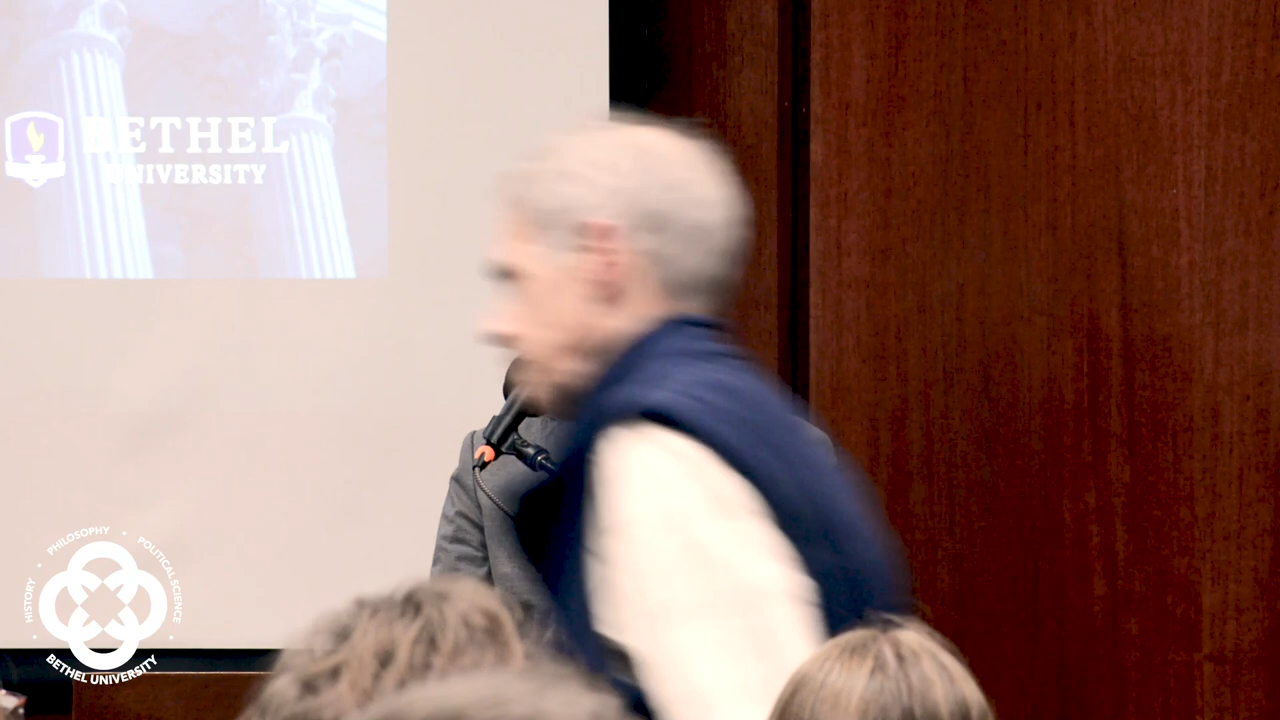 BETHEL
UNIVERSITY
HISTORY • PHILOSOPHY • POLITICAL SCIENCE •
BETHEL UNIVERSITY